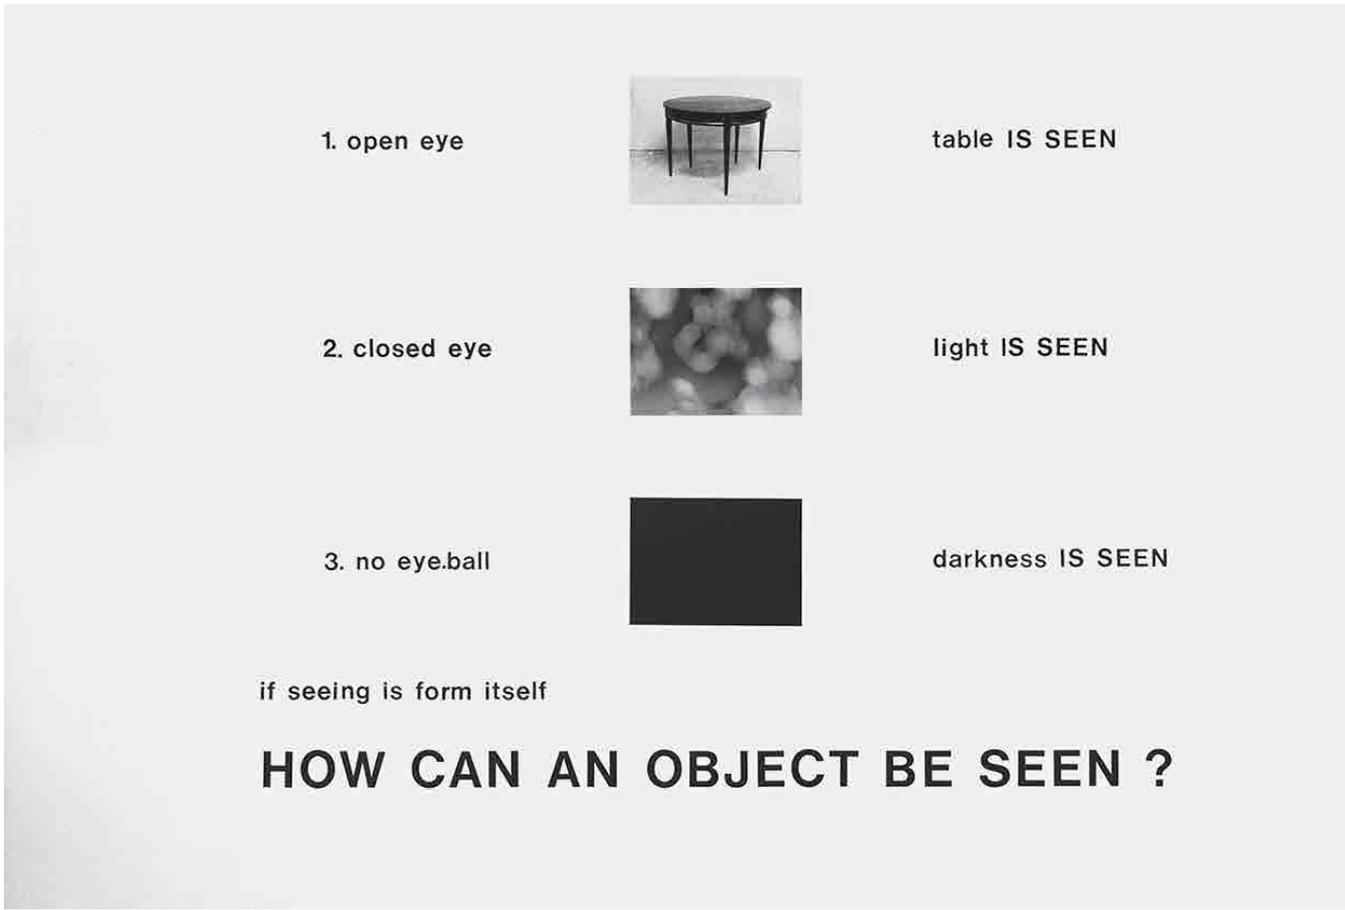 1. open eye
table IS SEEN
2. closed eye
light IS SEEN
3. no eye.ball
darkness IS SEEN
if seeing is form itself
HOW CAN AN OBJECT BE SEEN ?